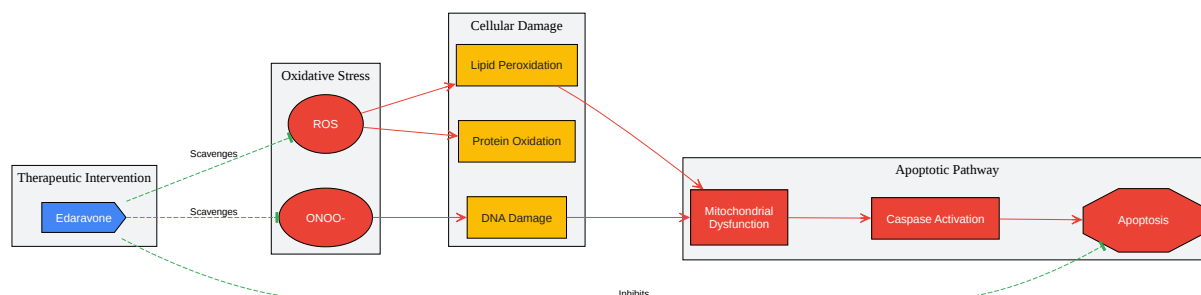 Therapeutic Intervention
Edaravone
Scavenges
Scavenges
Oxidative Stress
ROS
ONOO-
Cellular Damage
Lipid Peroxidation
Protein Oxidation
DNA Damage
Apoptotic Pathway
Mitochondrial
Dysfunction
Caspase Activation
Apoptosis
Inhibits